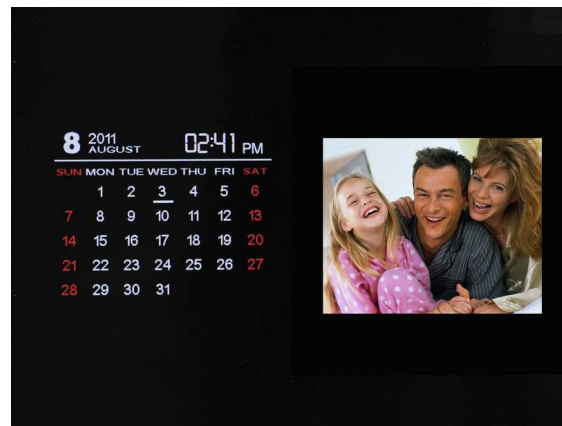 8 2011 AUGUST 02:41 PM
SUN MON TUE WED THU FRI SAT
1 2 3 4 5 6
7 8 9 10 11 12 13
14 15 16 17 18 19 20
21 22 23 24 25 26 27
28 29 30 31